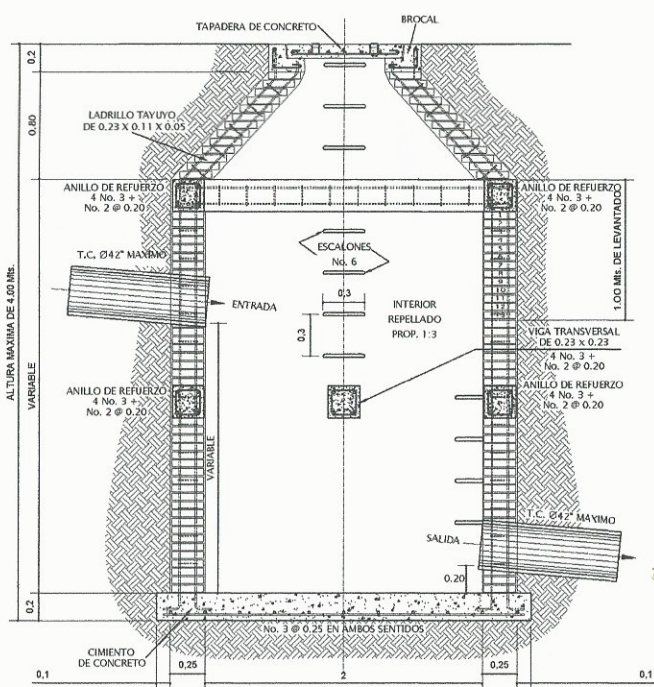 TAPADERA DE CONCRETO
BROCAL
0,2
0.80
LADRILLO TAYUYO
DE 0.23 X 0.11 X 0.05
ANILLO DE REFUERZO
4 No. 3 +
No. 2 @ 0.20
ANILLO DE REFUERZO
4 No. 3 +
No. 2 @ 0.20
1.00 Mts. DE LEVANTADO
ESCALONES
No. 6
T.C. Ø42" MAXIMO
ENTRADA
0,3
0,3
INTERIOR
REPELLADO
PROP. 1:3
VIGA TRANSVERSAL
DE 0.23 x 0.23
4 No. 3 +
No. 2 @ 0.20
ALTURA MAXIMA DE 4.00 Mts.
VARIABLE
ANILLO DE REFUERZO
4 No. 3 +
No. 2 @ 0.20
ANILLO DE REFUERZO
4 No. 3 +
No. 2 @ 0.20
VARIABLE
T.C. Ø42" MAXIMO
SALIDA
0.20
0.2
No. 3 @ 0.25 EN AMBOS SENTIDOS
CIMIENTO
DE CONCRETO
0,1
0,25
2
0,25
0,1